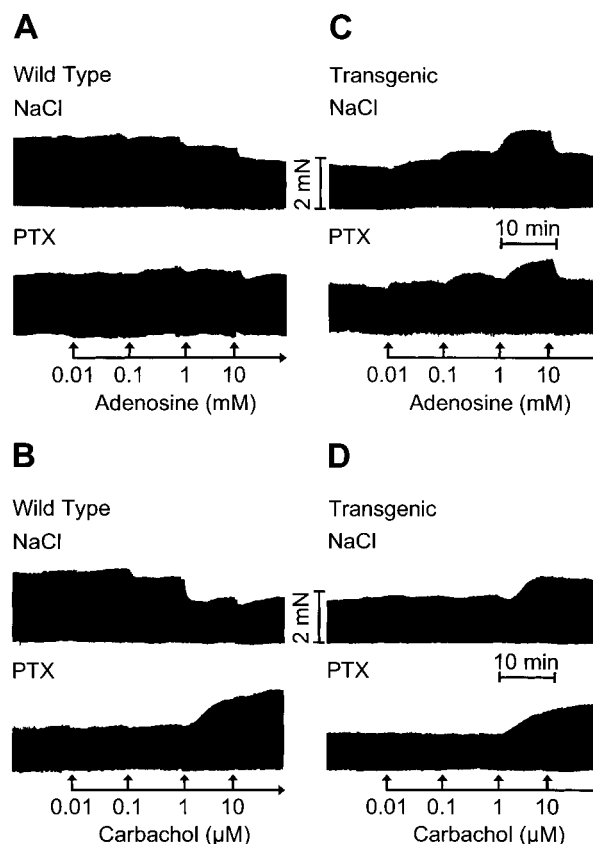 A
Wild Type
NaCl
PTX
0.01 0.1 1 10
Adenosine (mM)
2 mN
C
Transgenic
NaCl
10 min
PTX
0.01 0.1 1 10
Adenosine (mM)
B
Wild Type
NaCl
PTX
0.01 0.1 1 10
Carbachol (µM)
2 mN
D
Transgenic
NaCl
10 min
PTX
0.01 0.1 1 10
Carbachol (µM)